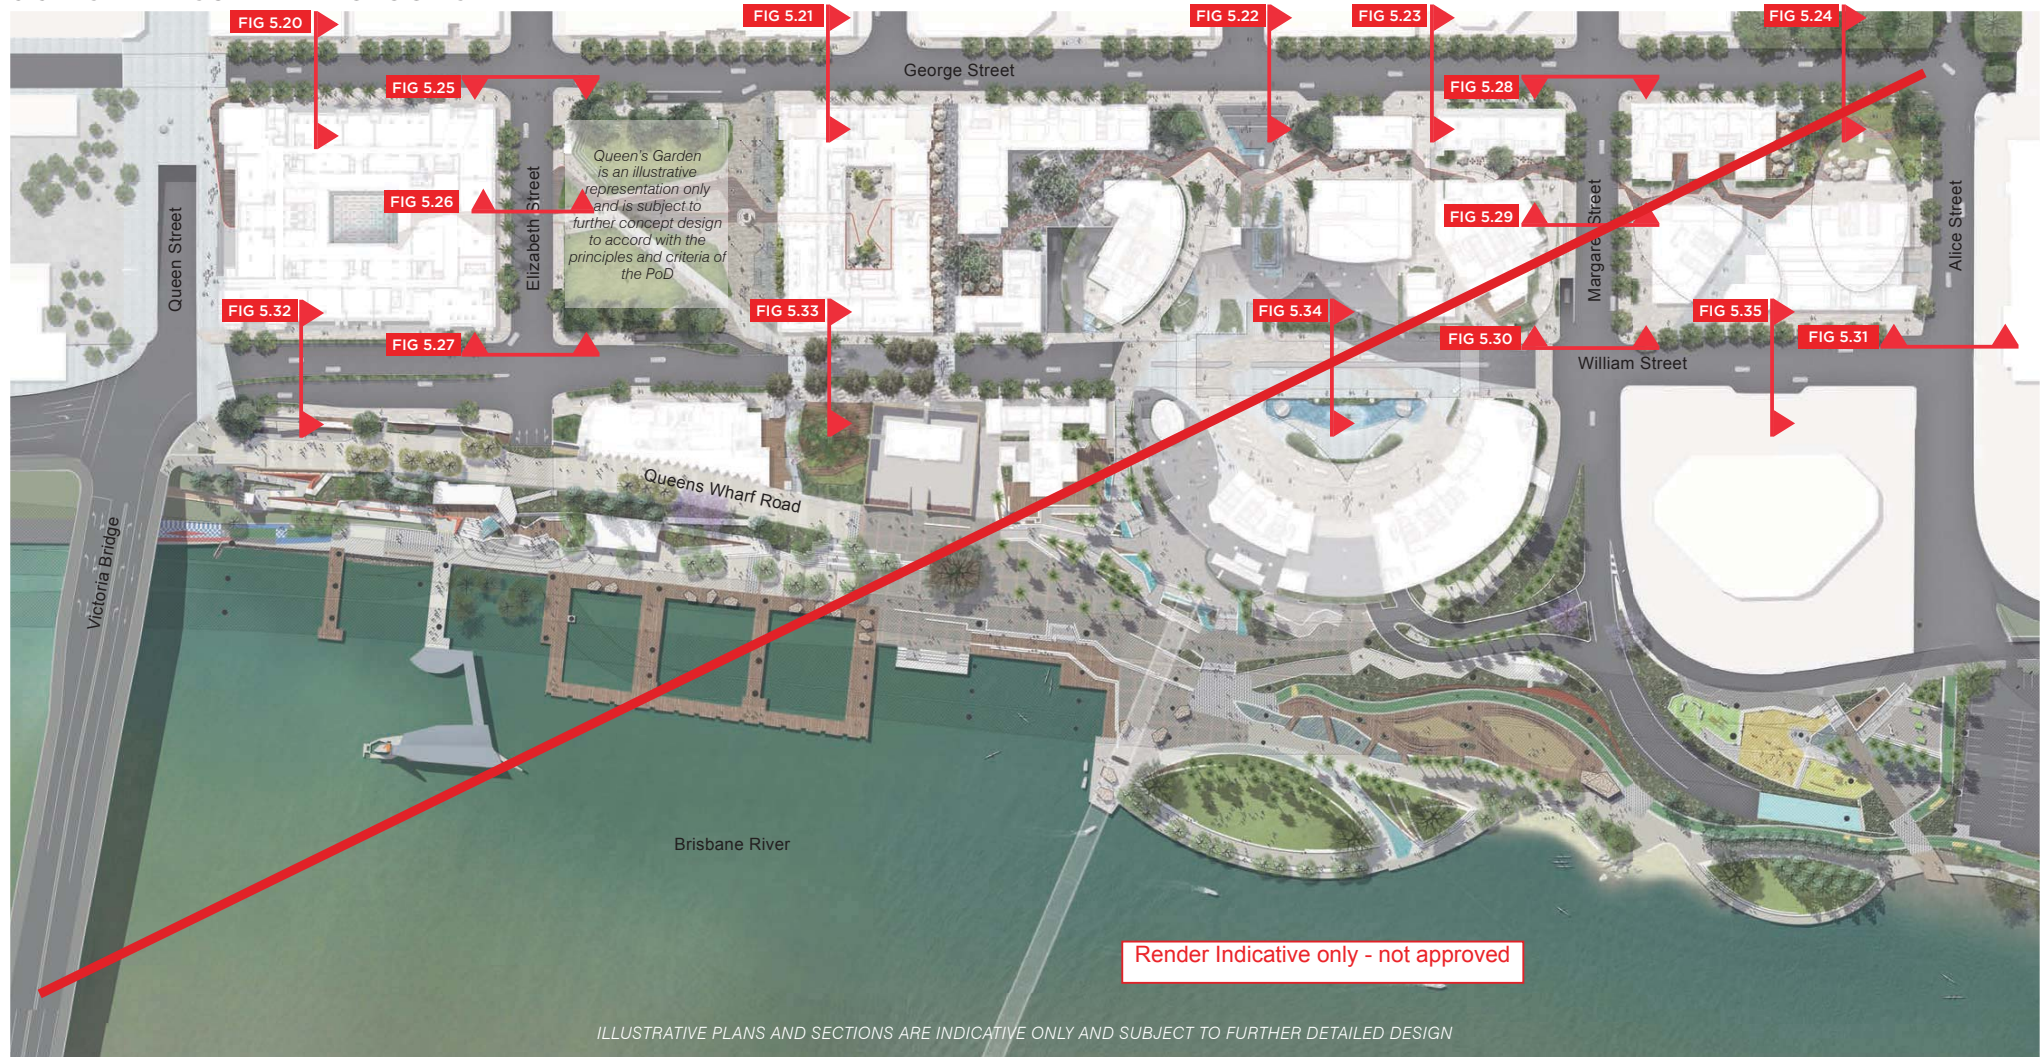 FIG 5.20
FIG 5.21
FIG 5.22
FIG 5.23
FIG 5.24
George Street
FIG 5.25
FIG 5.28
Queen's Garden
is an illustrative
representation only
and is subject to
further concept design
to accord with the
principles and criteria of
the PoD
FIG 5.26
FIG 5.29
Queen Street
Elizabeth Street
Margaret Street
Alice Street
FIG 5.32
FIG 5.33
FIG 5.34
FIG 5.35
FIG 5.27
FIG 5.30
FIG 5.31
William Street
Queens Wharf Road
Victoria Bridge
Brisbane River
Render Indicative only - not approved
ILLUSTRATIVE PLANS AND SECTIONS ARE INDICATIVE ONLY AND SUBJECT TO FURTHER DETAILED DESIGN